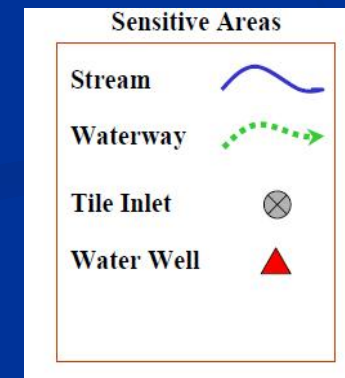 Sensitive Areas
Stream
Waterway
Tile Inlet
Water Well